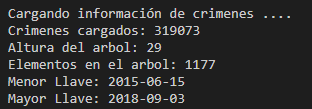 Cargando información de crimenes ....
Crimenes cargados: 319073
Altura del arbol: 29
Elementos en el arbol: 1177
Menor Llave: 2015-06-15
Mayor Llave: 2018-09-03